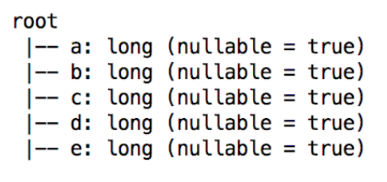 root
 |-- a: long (nullable = true)
 |-- b: long (nullable = true)
 |-- c: long (nullable = true)
 |-- d: long (nullable = true)
 |-- e: long (nullable = true)